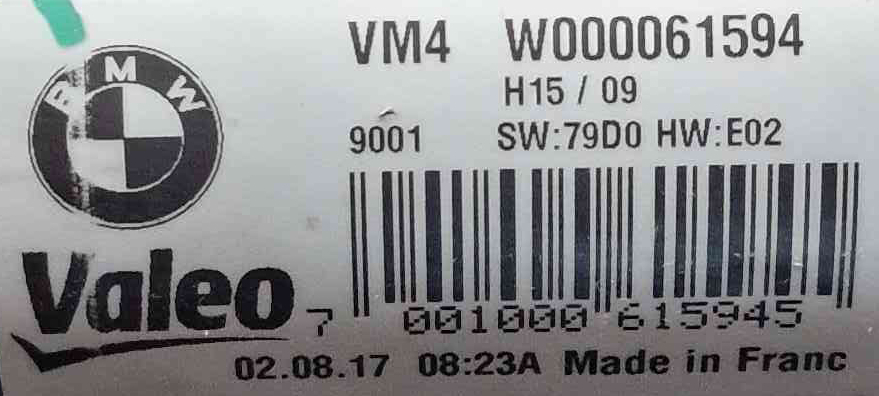 BMW
VM4 W000061594
H15 / 09
9001 SW:79D0 HW:E02
Valeo
7 001000 615945
02.08.17 08:23A Made in Franc